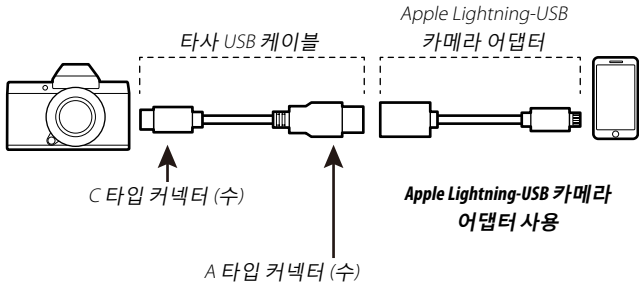 Apple Lightning-USB
타사 USB 케이블
카메라 어댑터
C 타입 커넥터 (수)
Apple Lightning-USB 카메라
어댑터 사용
A 타입 커넥터 (수)